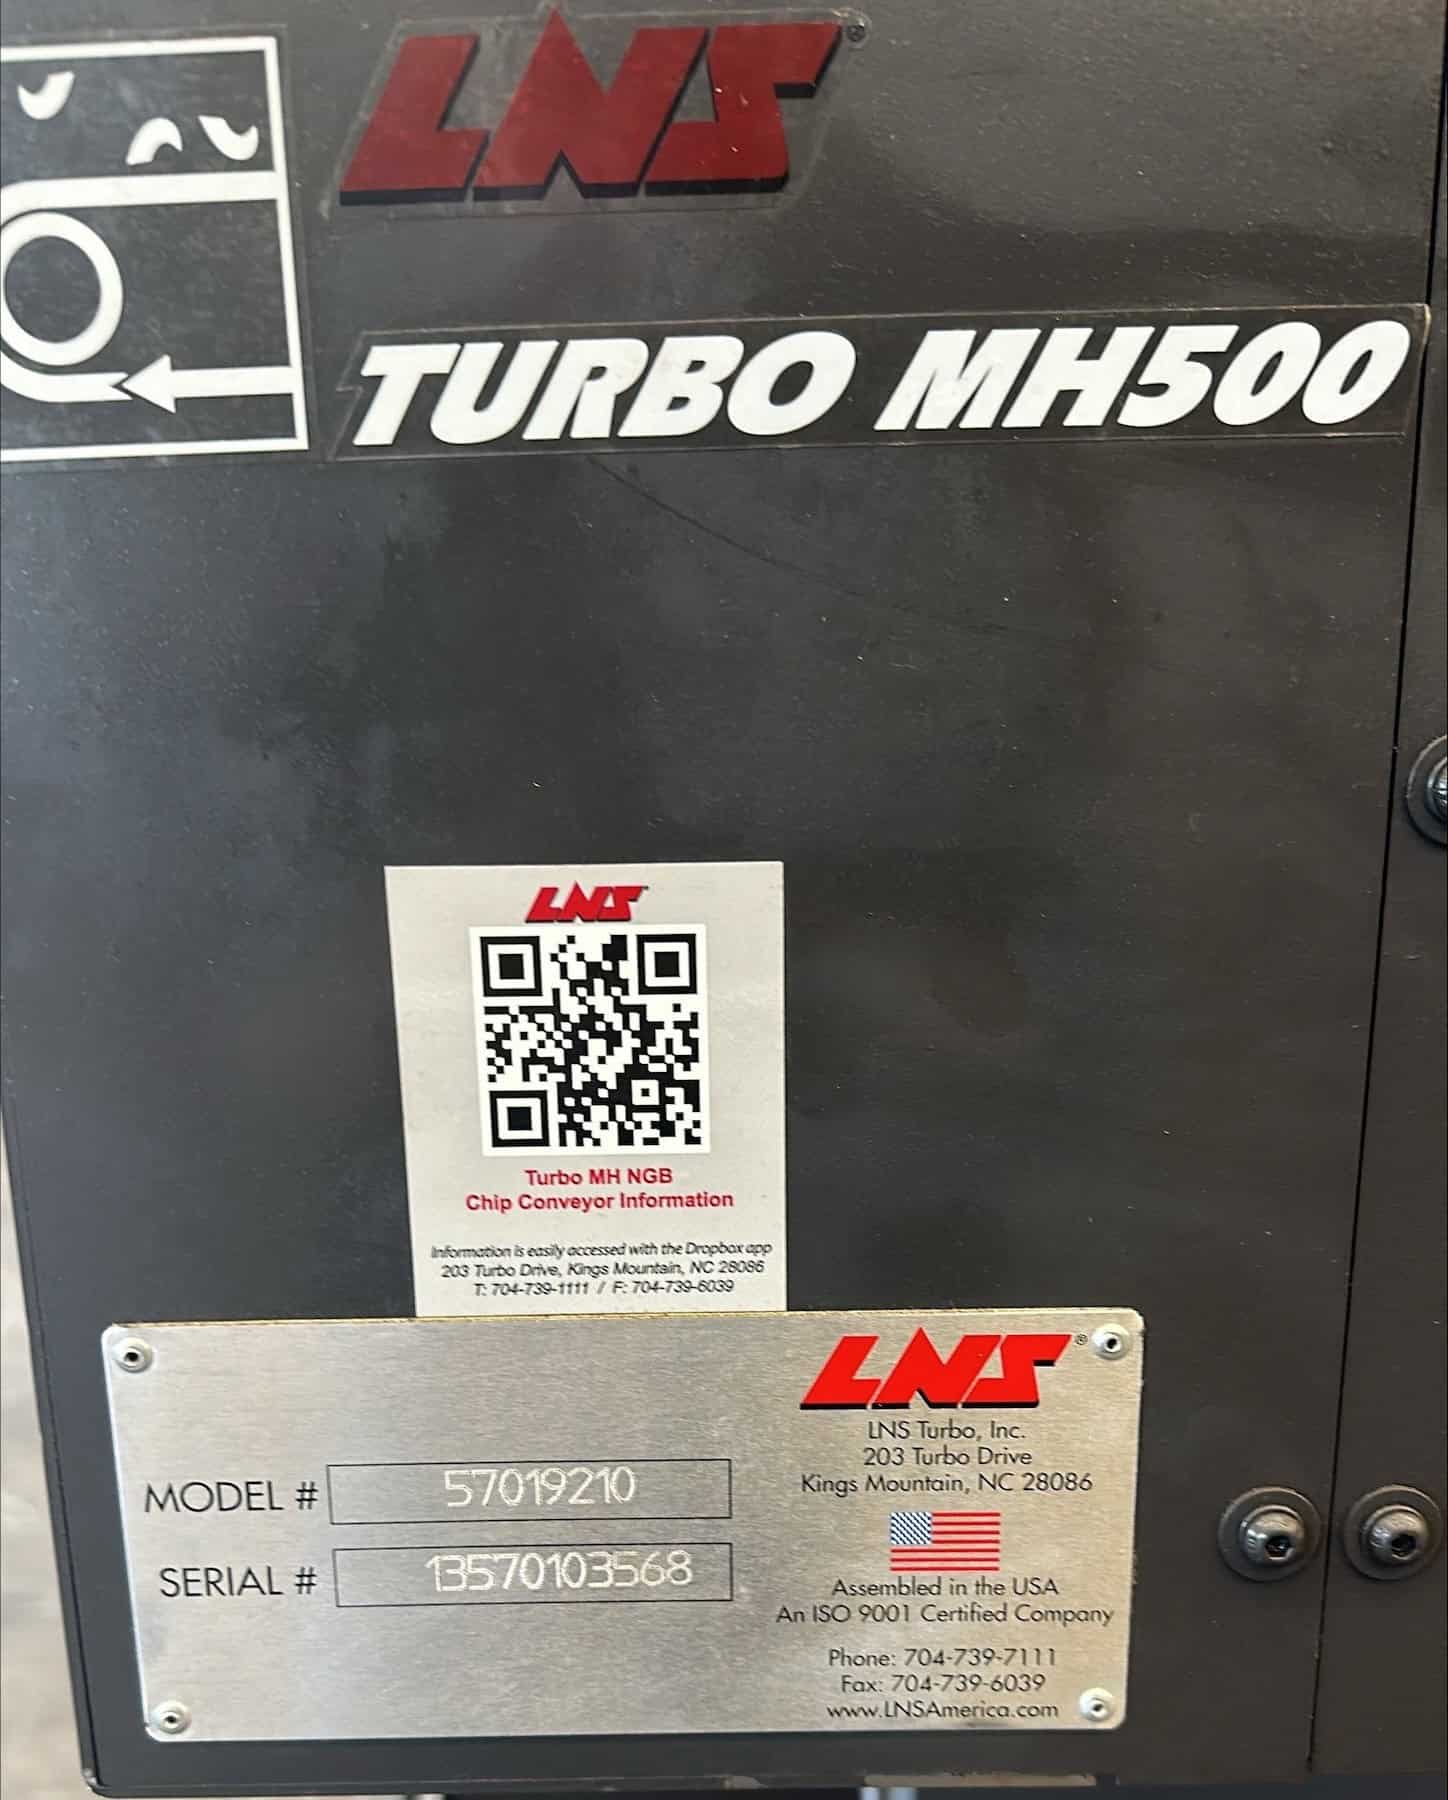 LNS®
TURBO MH500
LNS
Turbo MH NGB
Chip Conveyor Information
Information is easily accessed with the Dropbox app
203 Turbo Drive, Kings Mountain, NC 28086
T: 704-739-1111 / F: 704-739-6039
LNS®
LNS Turbo, Inc.
203 Turbo Drive
Kings Mountain, NC 28086
MODEL # 57019210
SERIAL # 13570103568
Assembled in the USA
An ISO 9001 Certified Company
Phone: 704-739-7111
Fax: 704-739-6039
www.LNSAmerica.com